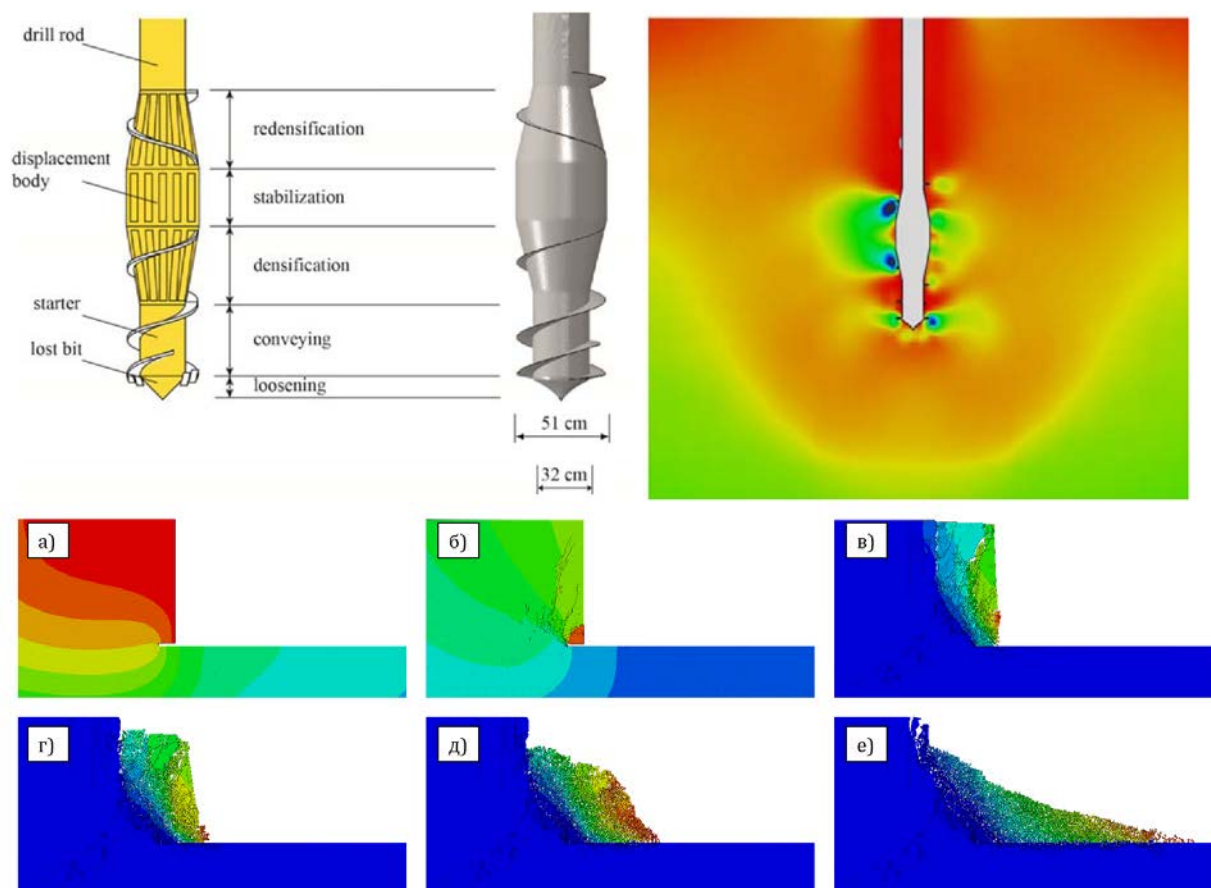 drill rod
displacement
body
starter
lost bit
redensification
stabilization
densification
conveying
loosening
51 cm
32 cm
а)
б)
в)
г)
д)
е)